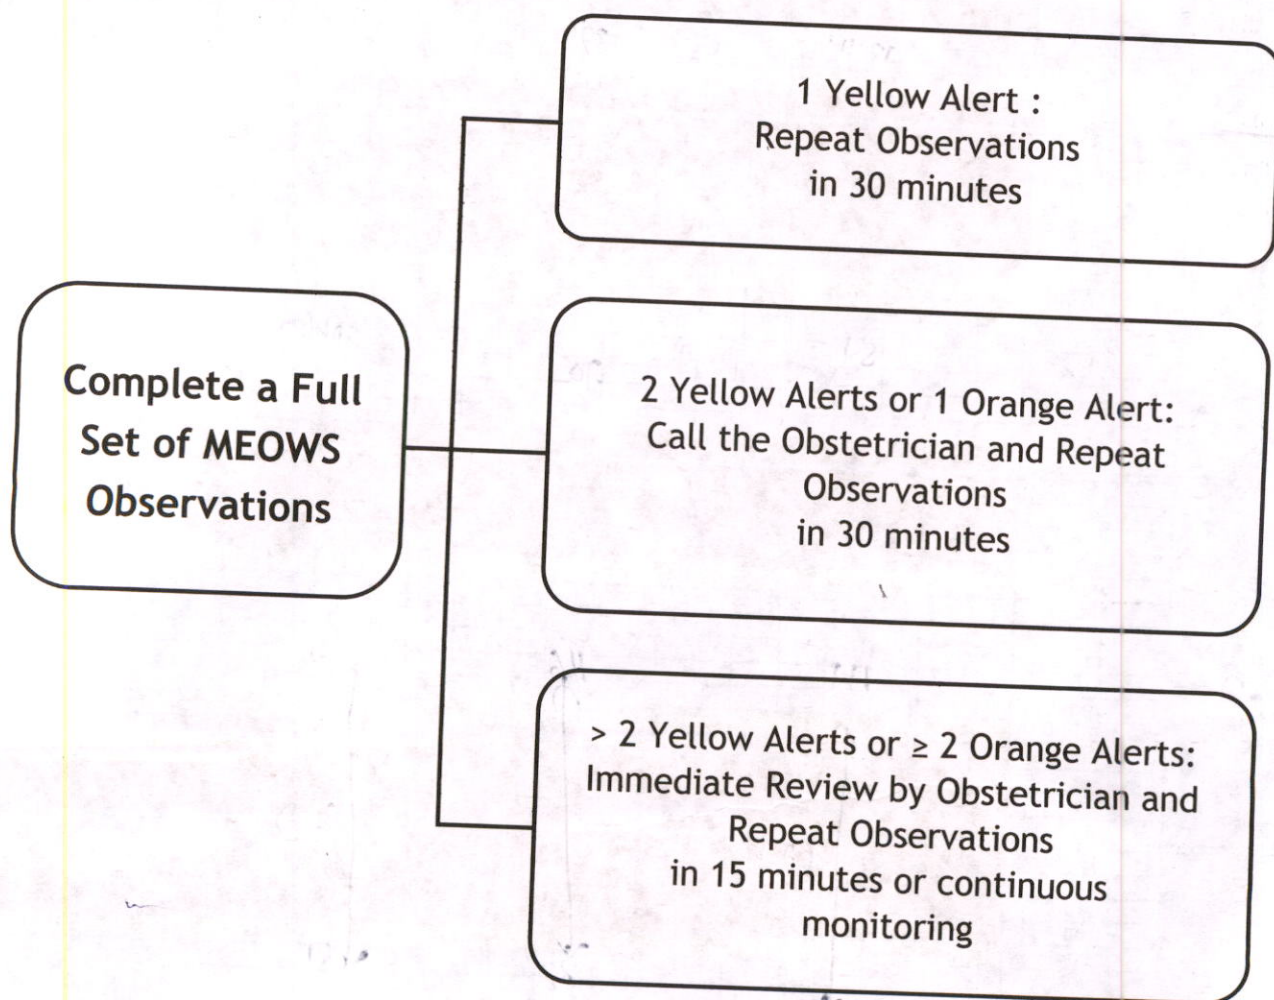 1 Yellow Alert :
Repeat Observations
in 30 minutes
Complete a Full
Set of MEOWS
Observations
2 Yellow Alerts or 1 Orange Alert:
Call the Obstetrician and Repeat
Observations
in 30 minutes
> 2 Yellow Alerts or ≥ 2 Orange Alerts:
Immediate Review by Obstetrician and
Repeat Observations
in 15 minutes or continuous
monitoring